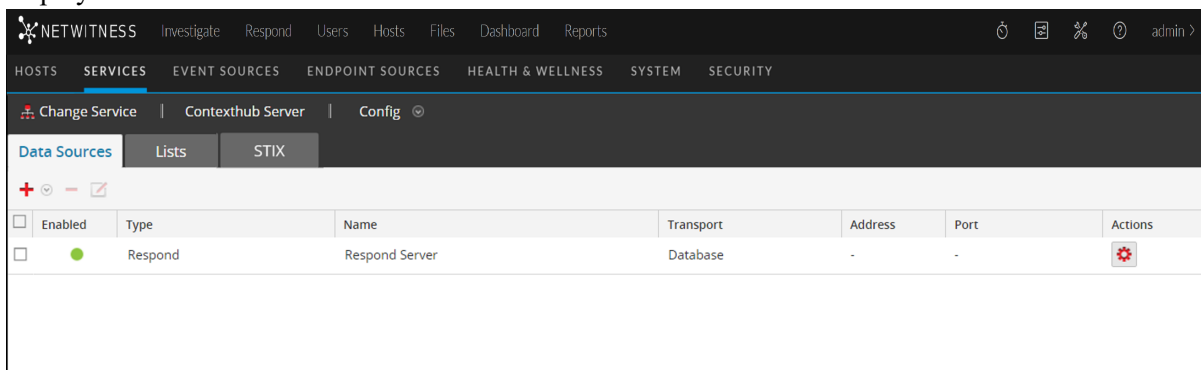 NETWITNESS Investigate Respond Users Hosts Files Dashboard Reports admin >
HOSTS SERVICES EVENT SOURCES ENDPOINT SOURCES HEALTH & WELLNESS SYSTEM SECURITY
Change Service | Contexthub Server | Config
Data Sources Lists STIX
Enabled Type Name Transport Address Port Actions
Respond Respond Server Database - -